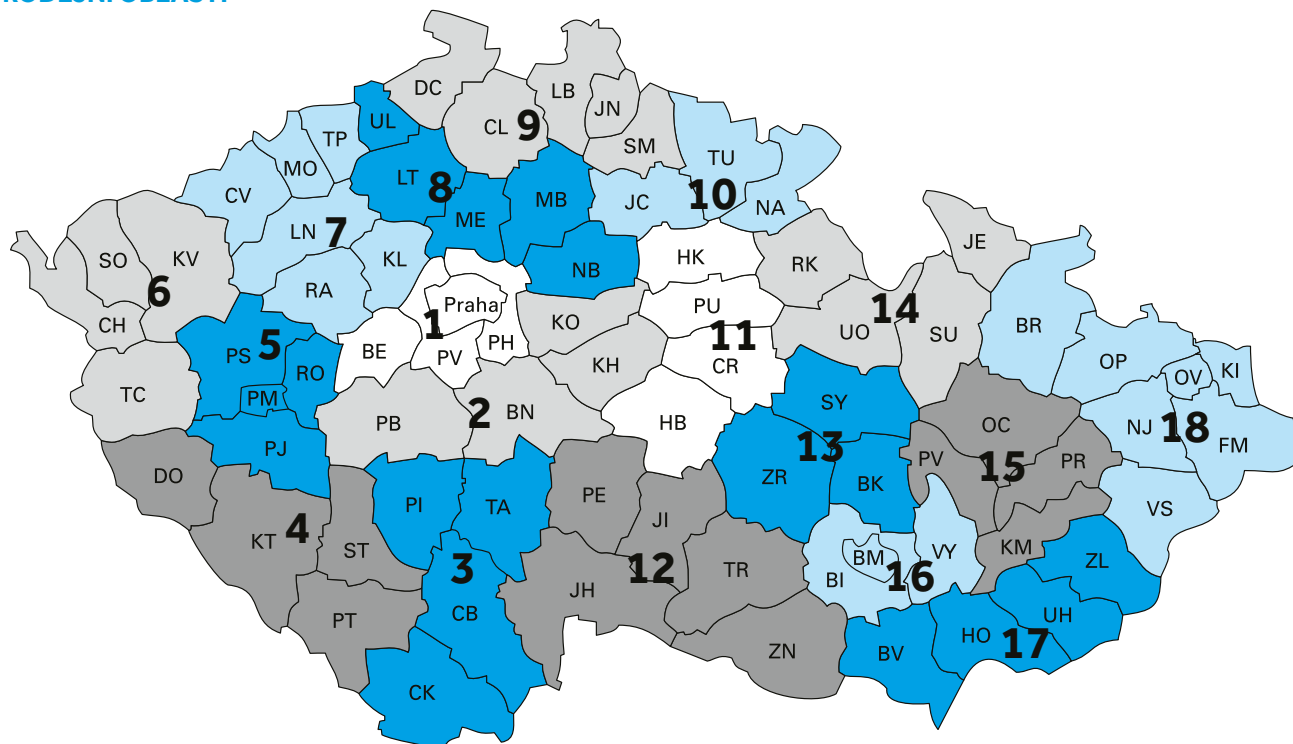 DC
LB
JN
CL
9
SM
UL
TP
MO
TU
LT
8
MB
10
CV
JC
NA
ME
LN
7
KL
HK
JE
SO
KV
RK
NB
6
RA
Praha
PU
14
CH
1
KO
11
UO
SU
BR
PS
5
BE
PV
PH
RO
KH
CR
OP
KI
OV
TC
PM
SY
PB
2
BN
HB
OC
NJ
18
PJ
13
FM
DO
PV
15
PR
ZR
BK
PE
PI
TA
VS
JI
KT
4
ST
KM
VY
BM
ZL
3
12
TR
BI
16
JH
PT
CB
UH
HO
17
ZN
BV
CK